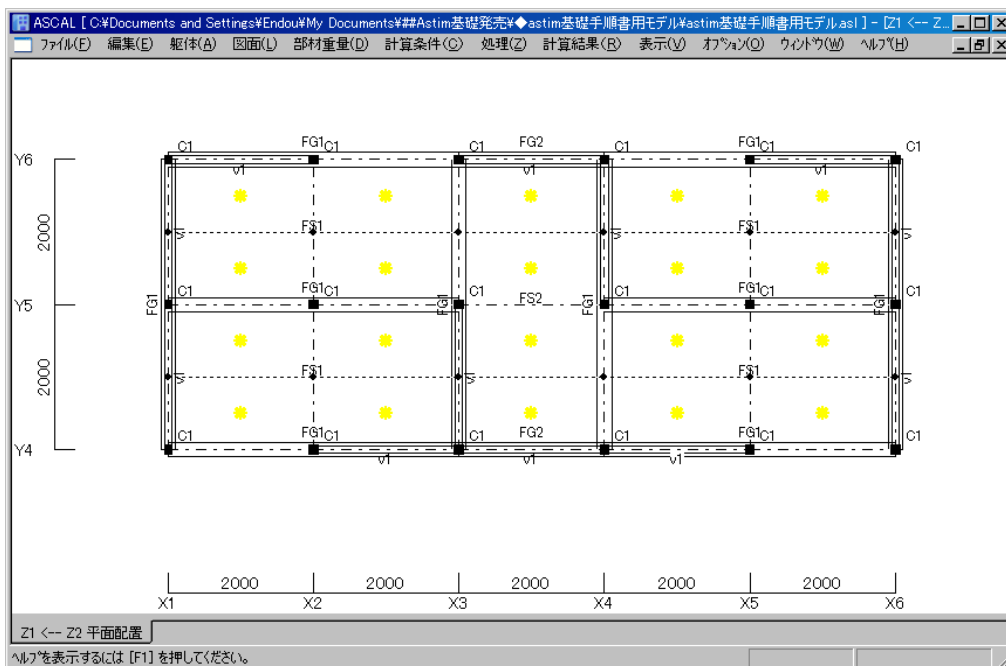 ASCAL [ C:¥Documents and Settings¥Endou¥My Documents¥##Astim基礎発売¥◆astim基礎手順書用モデル¥astim基礎手順書用モデル.asl ] - [Z1 <-- Z...
ファイル(F) 編集(E) 躯体(A) 図面(L) 部材重量(D) 計算条件(C) 処理(Z) 計算結果(R) 表示(V) オプション(O) ウィンドウ(W) ヘルプ(H)
C1 FG1 C1 C1 FG2 C1 FG1 C1 C1
Y6
v1 v1 v1
2000 v1 FS1 v1 FS1 v1
C1 FG1 C1 C1 C1 FG1 C1 C1
Y5 FG1 FG1 FS2 FG1 FG1
2000 v1 FS1 v1 FS1 v1
C1 FG1 C1 C1 FG2 C1 FG1 C1 C1
Y4
v1 v1 v1
2000 2000 2000 2000 2000
X1 X2 X3 X4 X5 X6
Z1 <-- Z2 平面配置
ヘルプを表示するには [F1] を押してください。